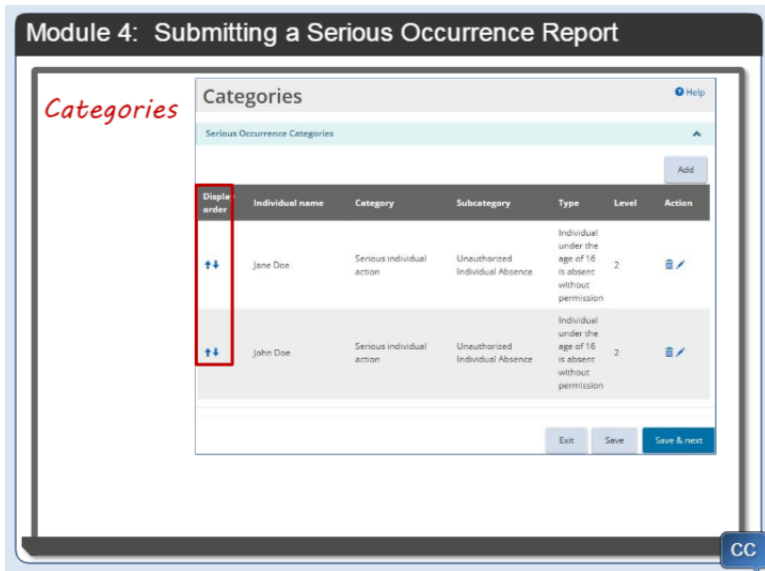 Module 4: Submitting a Serious Occurrence Report
Categories
Categories
Help
Serious Occurrence Categories
Add
Display order Individual name Category Subcategory Type Level Action
Jane Doe Serious individual action Unauthorized Individual Absence Individual under the age of 16 is absent without permission 2
John Doe Serious individual action Unauthorized Individual Absence Individual under the age of 16 is absent without permission 2
Exit Save Save & next
CC